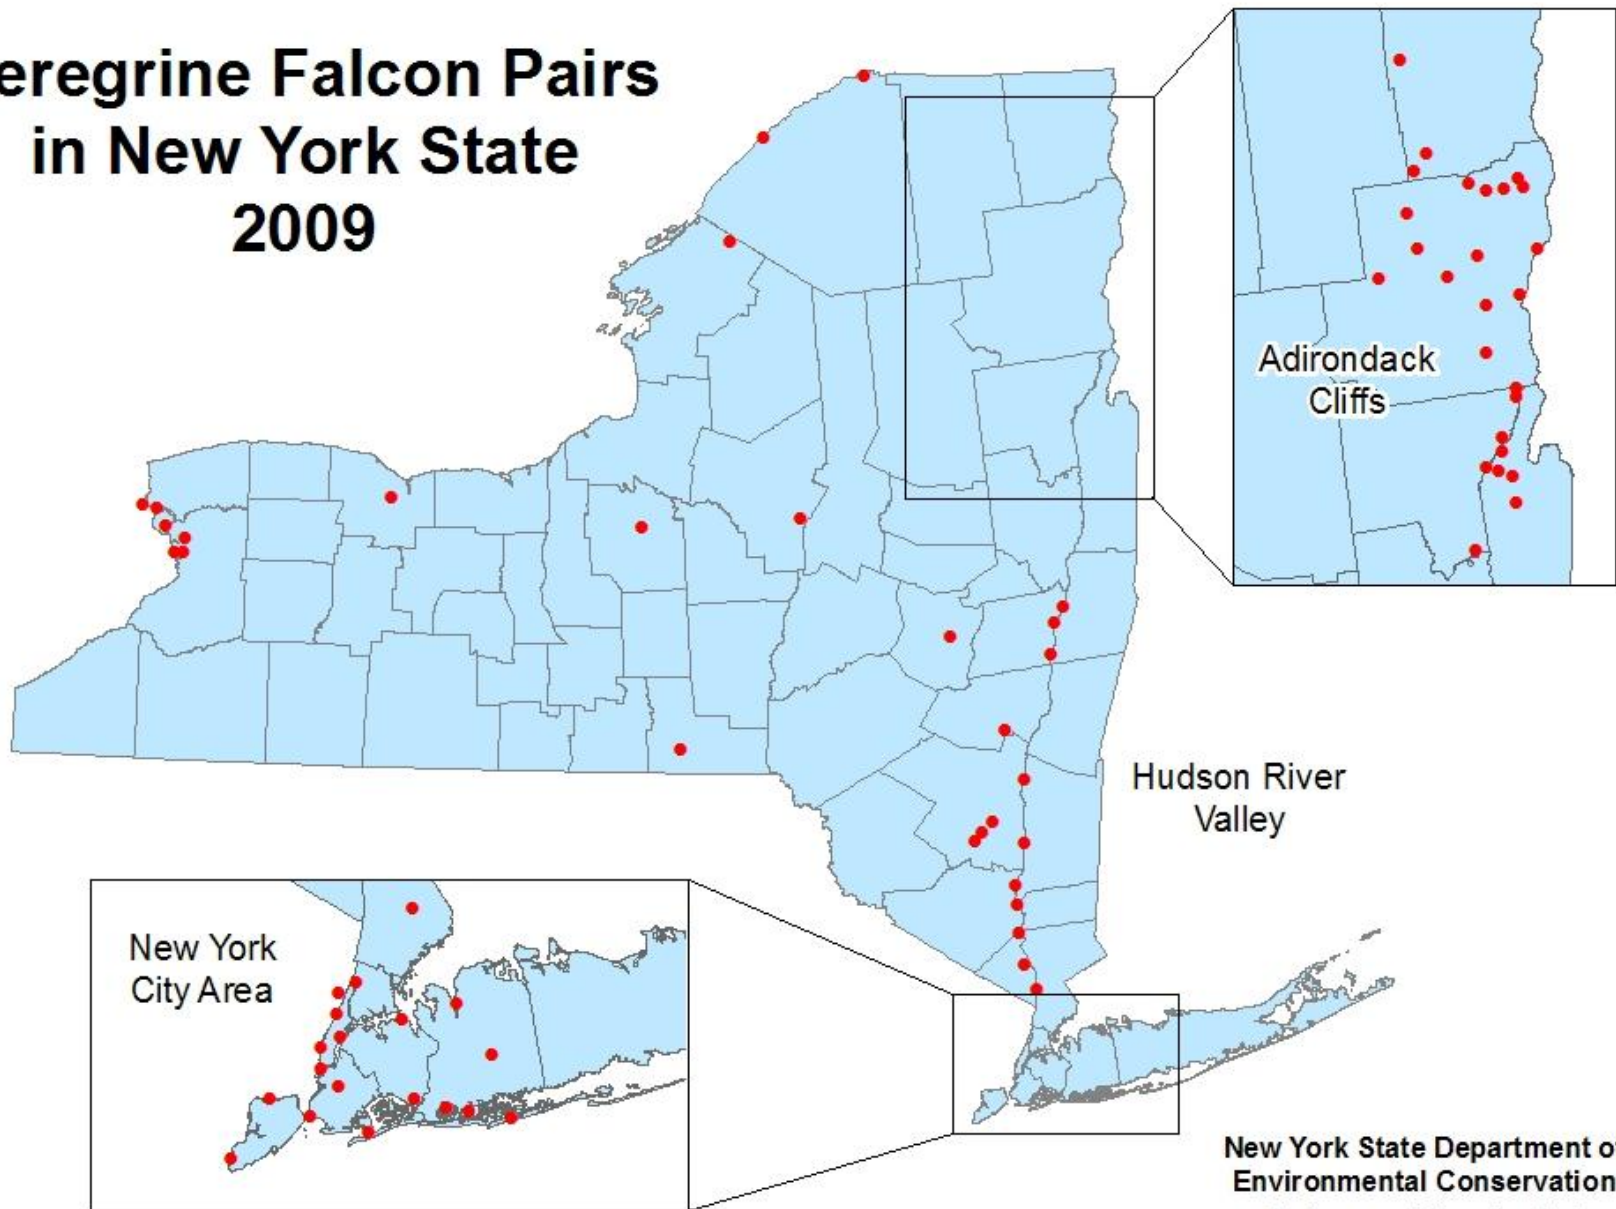 eregrine Falcon Pairs
in New York State
2009
Adirondack
Cliffs
Hudson River
Valley
New York
City Area
New York State Department of
Environmental Conservation